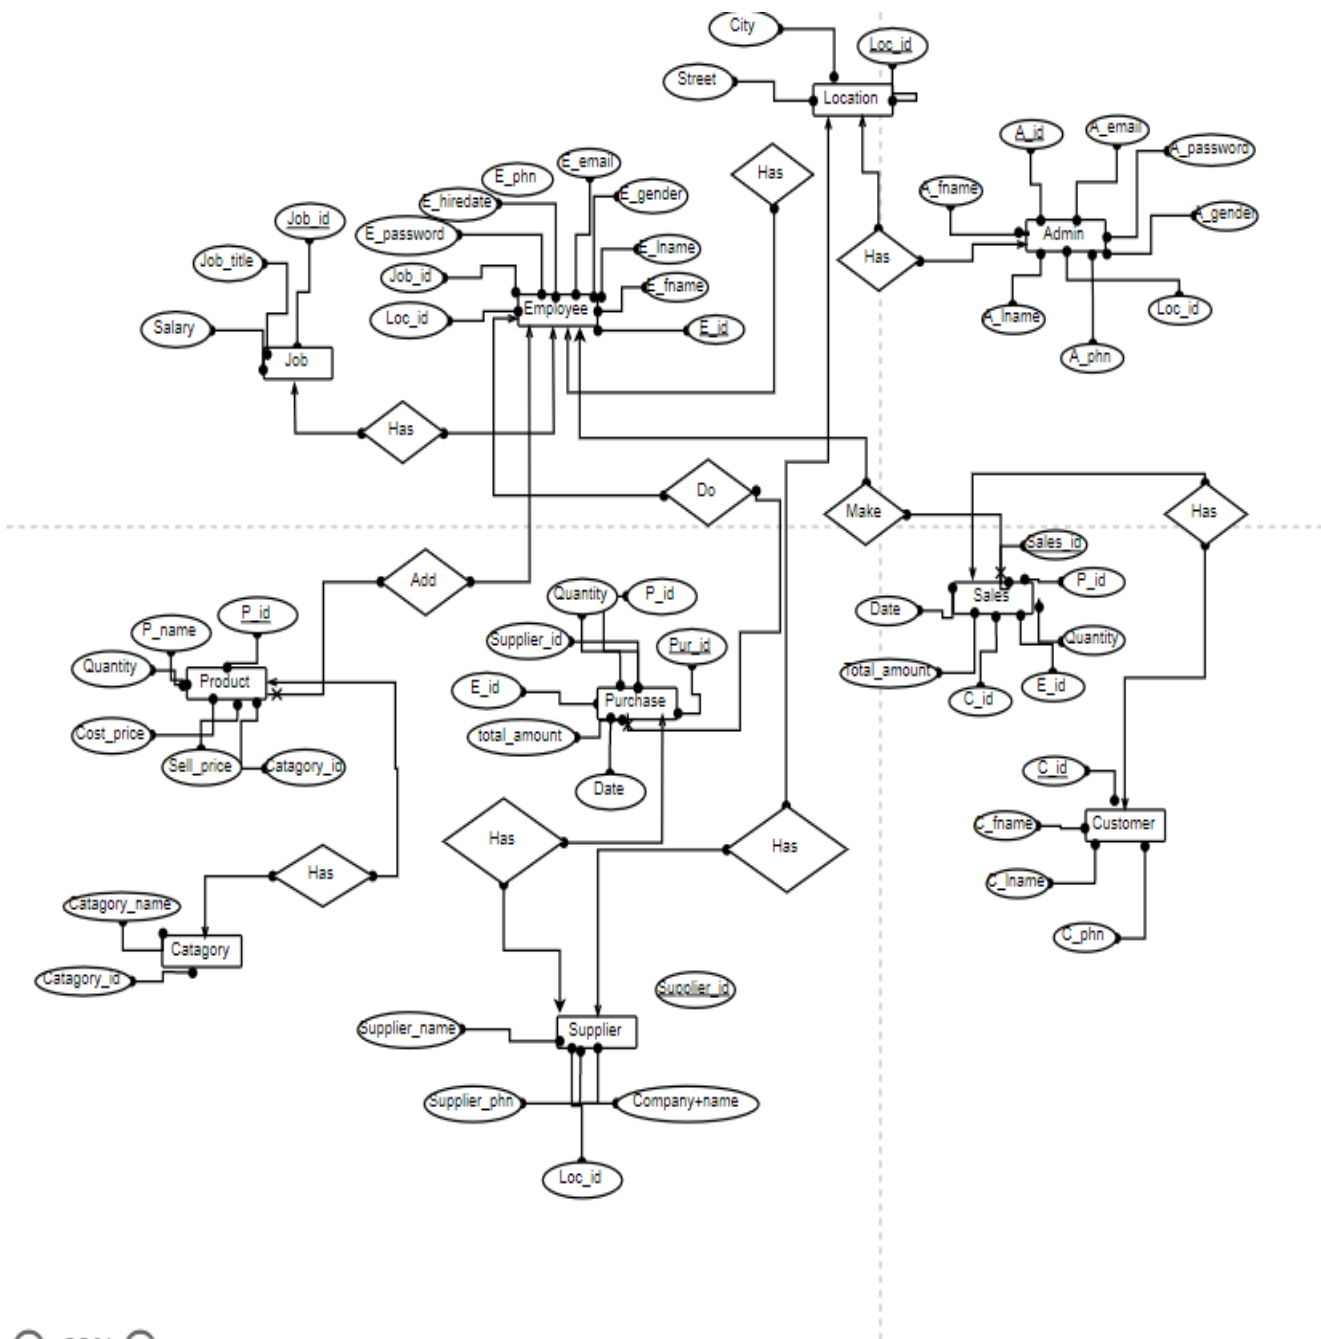 City
Loc_id
Street
Location
Has
A_id
A_email
A_password
A_fname
A_gender
Admin
Has
A_lname
Loc_id
A_phn
E_email
E_phn
E_gender
E_hiredate
E_password
E_lname
Job_id
E_fname
Loc_id
Employee
E_id
Job_id
Job_title
Salary
Job
Has
Do
Make
Has
Add
Sales_id
P_id
Sales
Date
Quantity
Total_amount
C_id
E_id
Quantity
P_id
Supplier_id
Pur_id
E_id
Purchase
total_amount
Date
P_id
P_name
Quantity
Product
Cost_price
Sell_price
Catagory_id
Has
Has
Has
C_id
C_fname
Customer
C_lname
C_phn
Catagory_name
Catagory
Catagory_id
Supplier_id
Supplier_name
Supplier
Supplier_phn
Company+name
Loc_id